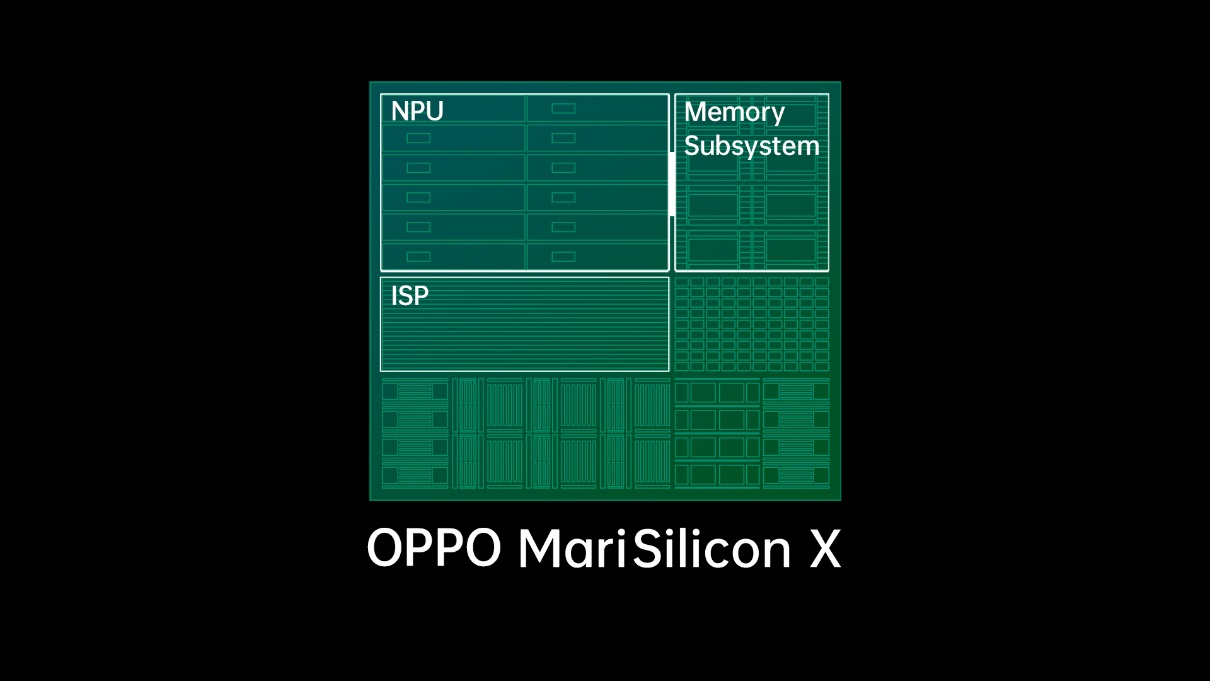 NPU
Memory
Subsystem
ISP
OPPO MariSilicon X